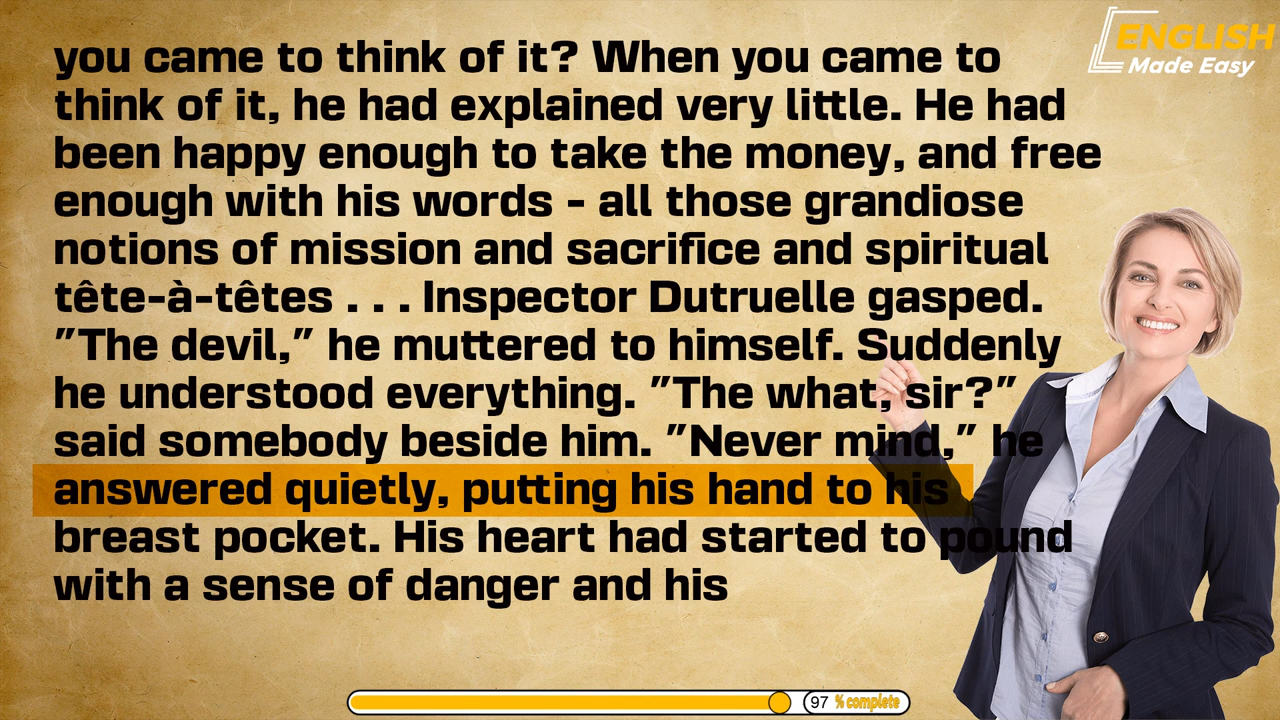 you came to think of it? When you came to
think of it, he had explained very little. He had
been happy enough to take the money, and free
enough with his words - all those grandiose
notions of mission and sacrifice and spiritual
tête-à-têtes . . . Inspector Dutruelle gasped.
"The devil," he muttered to himself. Suddenly
he understood everything. "The what, sir?"
said somebody beside him. "Never mind," he
answered quietly, putting his hand to his
breast pocket. His heart had started to pound
with a sense of danger and his
ENGLISH
Made Easy
97 % complete